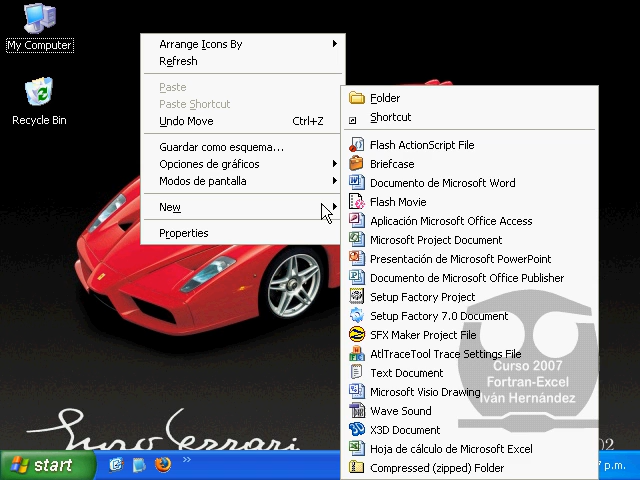 My Computer
Recycle Bin
Arrange Icons By
Refresh
Paste
Paste Shortcut
Undo Move Ctrl+Z
Guardar como esquema...
Opciones de gráficos
Modos de pantalla
New
Properties
Folder
Shortcut
Flash ActionScript File
Briefcase
Documento de Microsoft Word
Flash Movie
Aplicación Microsoft Office Access
Microsoft Project Document
Presentación de Microsoft PowerPoint
Documento de Microsoft Office Publisher
Setup Factory Project
Setup Factory 7.0 Document
SFX Maker Project File
AtlTraceTool Trace Settings File
Text Document
Microsoft Visio Drawing
Wave Sound
X3D Document
Hoja de cálculo de Microsoft Excel
Compressed (zipped) Folder
Curso 2007
Fortran-Excel
Iván Hernández
Enzo Ferrari
start
p.m.